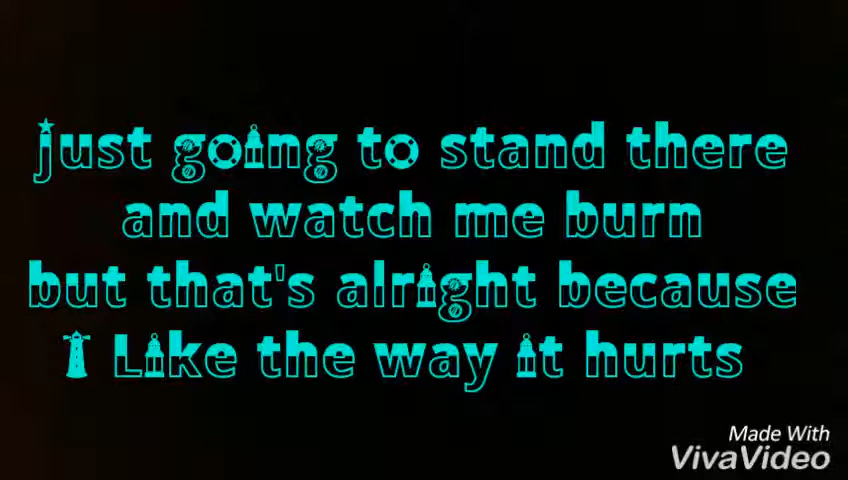 just going to stand there
and watch me burn
but that's alright because
I Like the way it hurts
Made With
VivaVideo